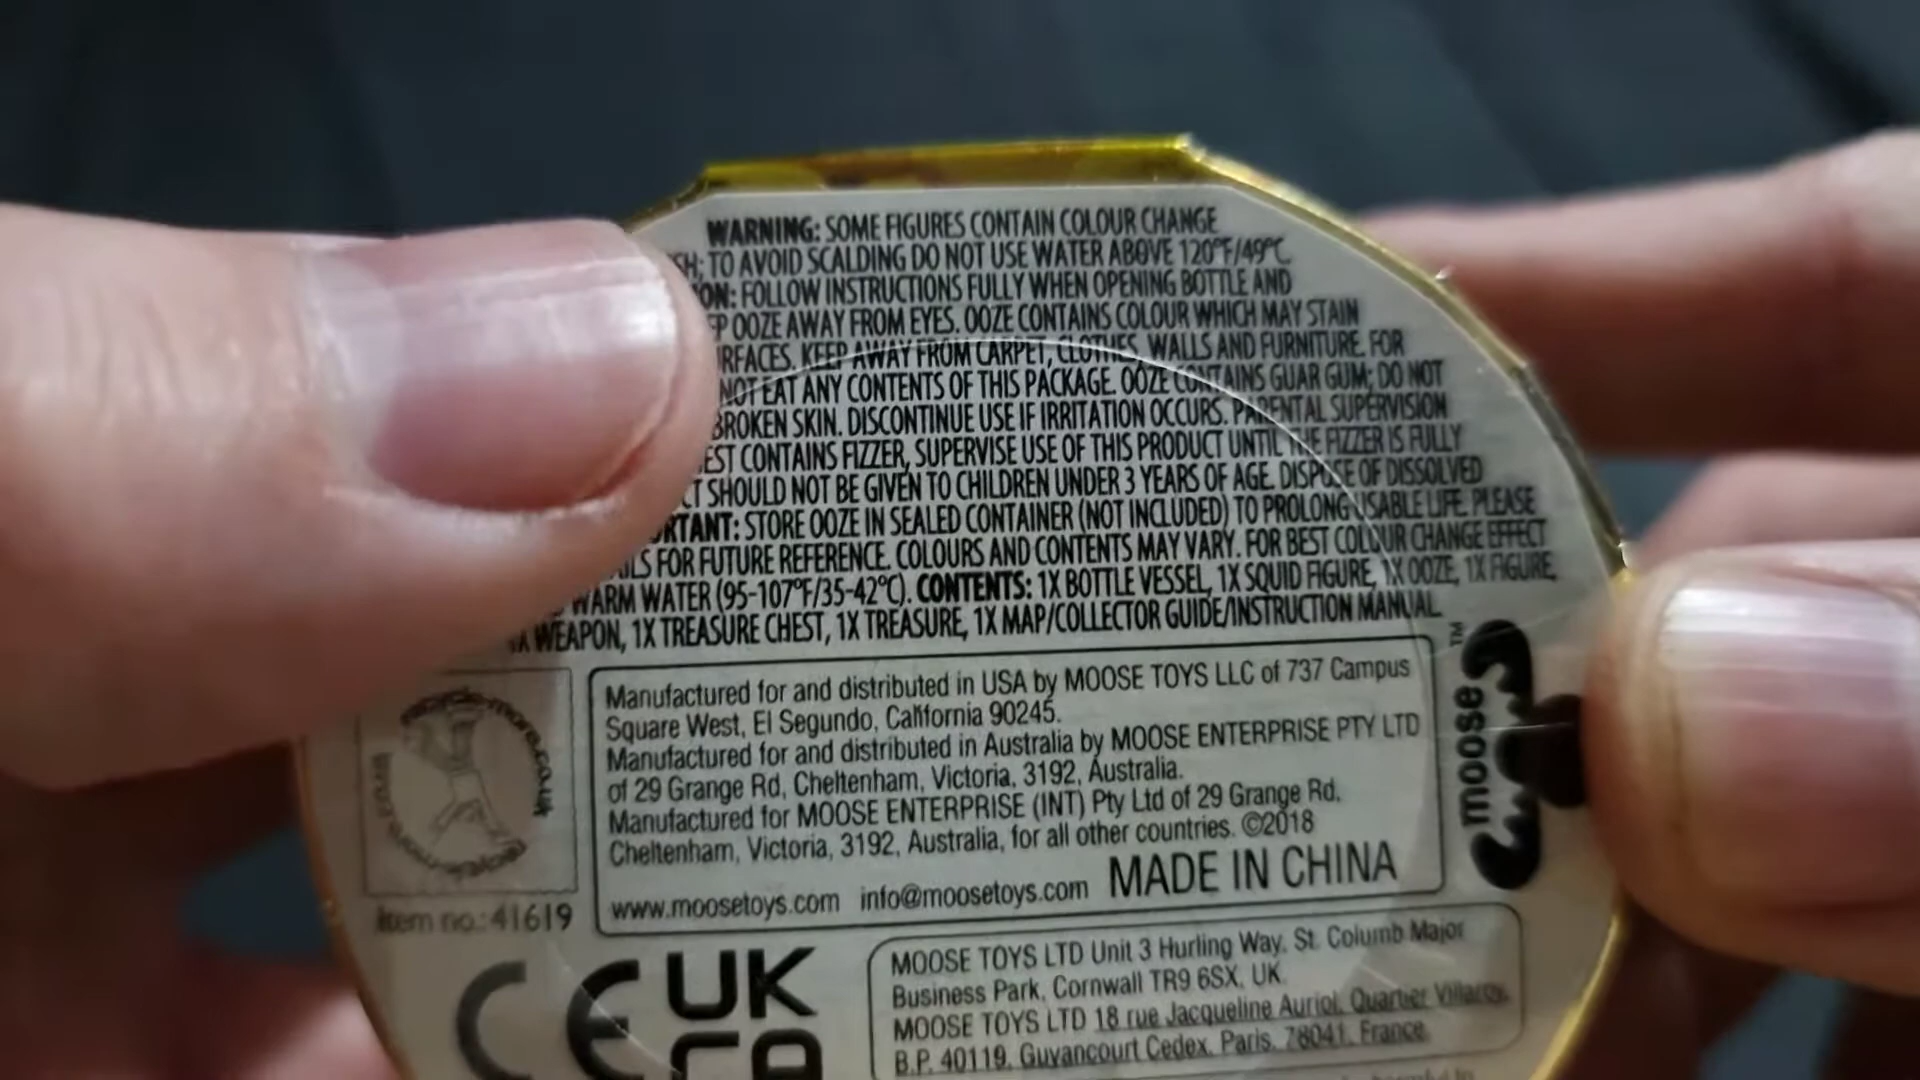 WARNING: SOME FIGURES CONTAIN COLOUR CHANGE
TO AVOID SCALDING DO NOT USE WATER ABOVE 120°F/49°C
ON: FOLLOW INSTRUCTIONS FULLY WHEN OPENING BOTTLE AND
OOZE AWAY FROM EYES. OOZE CONTAINS COLOUR WHICH MAY STAIN
RFACES. KEEP AWAY FROM CARPET, CLOTHES, WALLS AND FURNITURE. FOR
NOT EAT ANY CONTENTS OF THIS PACKAGE. OOZE CONTAINS GUAR GUM; DO NOT
BROKEN SKIN. DISCONTINUE USE IF IRRITATION OCCURS. PARENTAL SUPERVISION
EST CONTAINS FIZZER, SUPERVISE USE OF THIS PRODUCT UNTIL THE FIZZER IS FULLY
CT SHOULD NOT BE GIVEN TO CHILDREN UNDER 3 YEARS OF AGE. DISPOSE OF DISSOLVED
RTANT: STORE OOZE IN SEALED CONTAINER (NOT INCLUDED) TO PROLONG USABLE LIFE. PLEASE
ILS FOR FUTURE REFERENCE. COLOURS AND CONTENTS MAY VARY. FOR BEST COLOUR CHANGE EFFECT
WARM WATER (95-107°F/35-42°C). CONTENTS: 1X BOTTLE VESSEL, 1X SQUID FIGURE, 1X OOZE, 1X FIGURE,
1X WEAPON, 1X TREASURE CHEST, 1X TREASURE, 1X MAP/COLLECTOR GUIDE/INSTRUCTION MANUAL.
Manufactured for and distributed in USA by MOOSE TOYS LLC of 737 Campus
Square West, El Segundo, California 90245.
Manufactured for and distributed in Australia by MOOSE ENTERPRISE PTY LTD
of 29 Grange Rd, Cheltenham, Victoria, 3192, Australia.
Manufactured for MOOSE ENTERPRISE (INT) Pty Ltd of 29 Grange Rd,
Cheltenham, Victoria, 3192, Australia, for all other countries. ©2018
www.moosetoys.com info@moosetoys.com MADE IN CHINA
moose™
Item no.: 41619
CE UK
CA
MOOSE TOYS LTD Unit 3 Hurling Way, St. Columb Major
Business Park, Cornwall TR9 6SX, UK.
MOOSE TOYS LTD 18 rue Jacqueline Auriol, Quartier Villaroy,
B.P. 40119, Guyancourt Cedex, Paris, 78041, France.